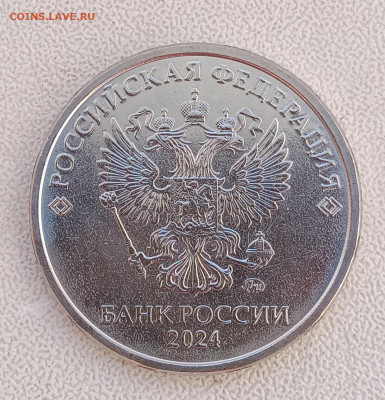 COINS.LAVE.RU
РОССИЙСКАЯ ФЕДЕРАЦИЯ
БАНК РОССИИ
2024